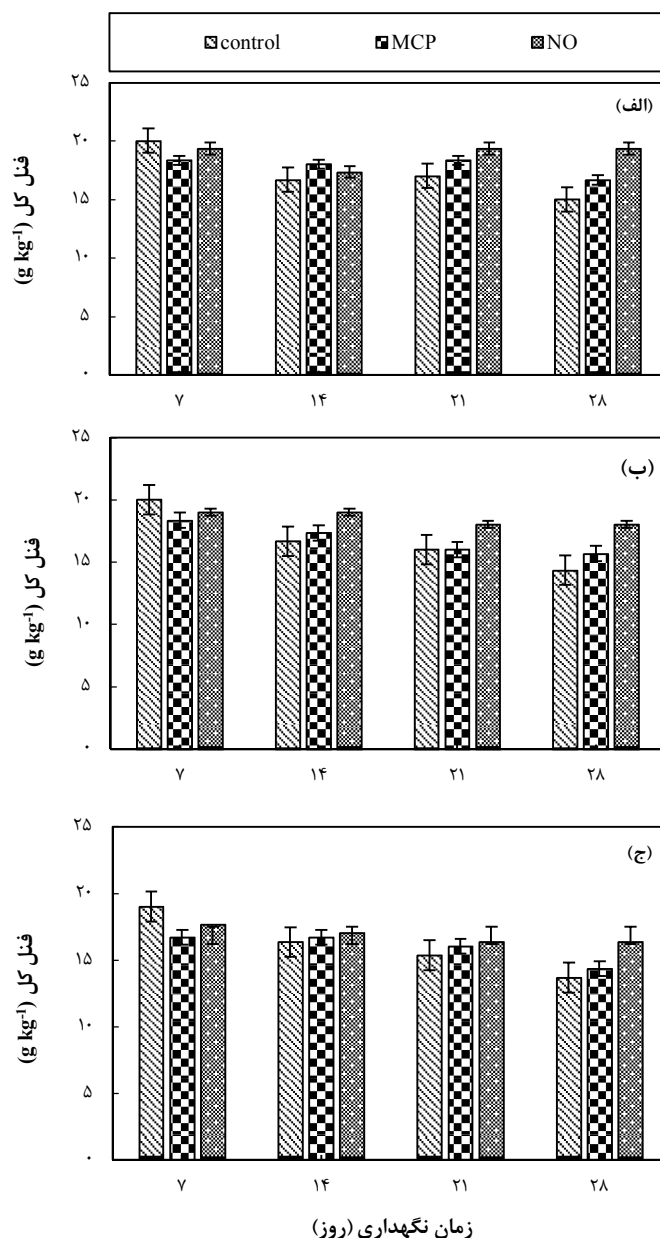 control MCP NO
(الف)
فنل کل (g kg⁻¹)
۲۵
۲۰
۱۵
۱۰
۵
۰
۷ ۱۴ ۲۱ ۲۸
(ب)
فنل کل (g kg⁻¹)
۲۵
۲۰
۱۵
۱۰
۵
۰
۷ ۱۴ ۲۱ ۲۸
(ج)
فنل کل (g kg⁻¹)
۲۵
۲۰
۱۵
۱۰
۵
۰
۷ ۱۴ ۲۱ ۲۸
زمان نگهداری (روز)